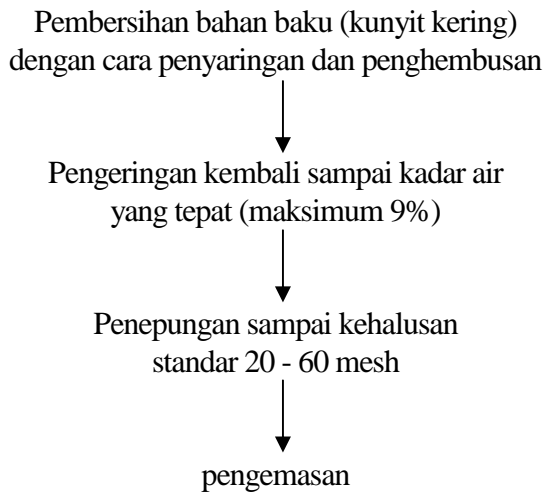 Pembersihan bahan baku (kunyit kering)
dengan cara penyaringan dan penghembusan
Pengeringan kembali sampai kadar air
yang tepat (maksimum 9%)
Penepungan sampai kehalusan
standar 20 - 60 mesh
pengemasan